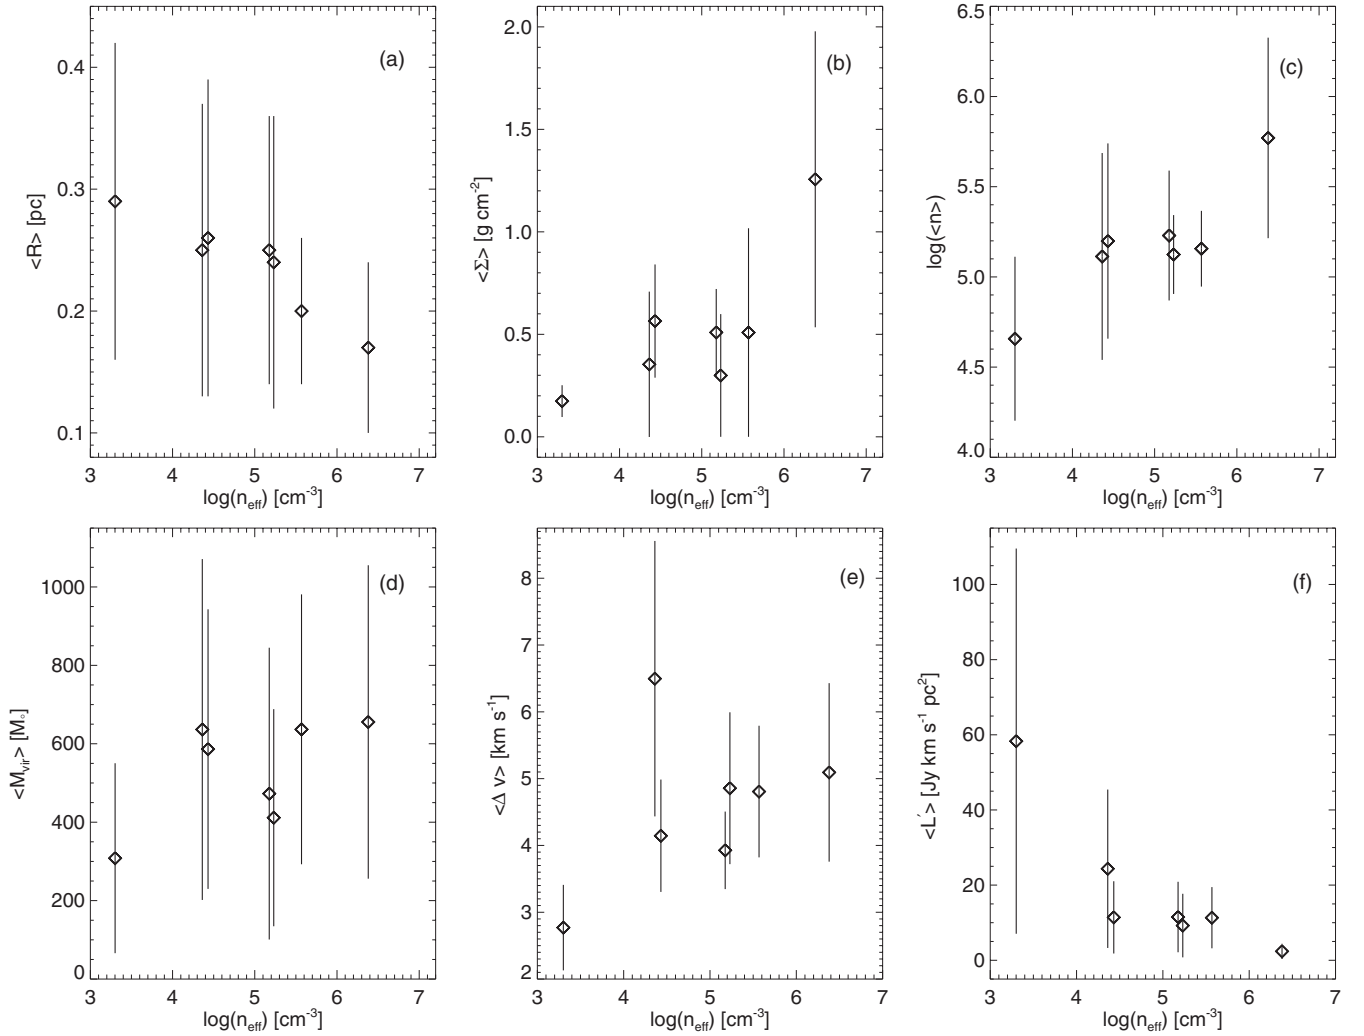 (a)
<R> [pc]
0.4
0.3
0.2
0.1
3 4 5 6 7
log(n_eff) [cm^-3]
(b)
<Σ> [g cm^-2]
2.0
1.5
1.0
0.5
0.0
3 4 5 6 7
log(n_eff) [cm^-3]
(c)
log(<n>)
6.5
6.0
5.5
5.0
4.5
4.0
3 4 5 6 7
log(n_eff) [cm^-3]
(d)
<M_vir> [M_○]
1000
800
600
400
200
0
3 4 5 6 7
log(n_eff) [cm^-3]
(e)
<Δ v> [km s^-1]
8
7
6
5
4
3
2
3 4 5 6 7
log(n_eff) [cm^-3]
(f)
<L´> [Jy km s^-1 pc^2]
100
80
60
40
20
0
3 4 5 6 7
log(n_eff) [cm^-3]